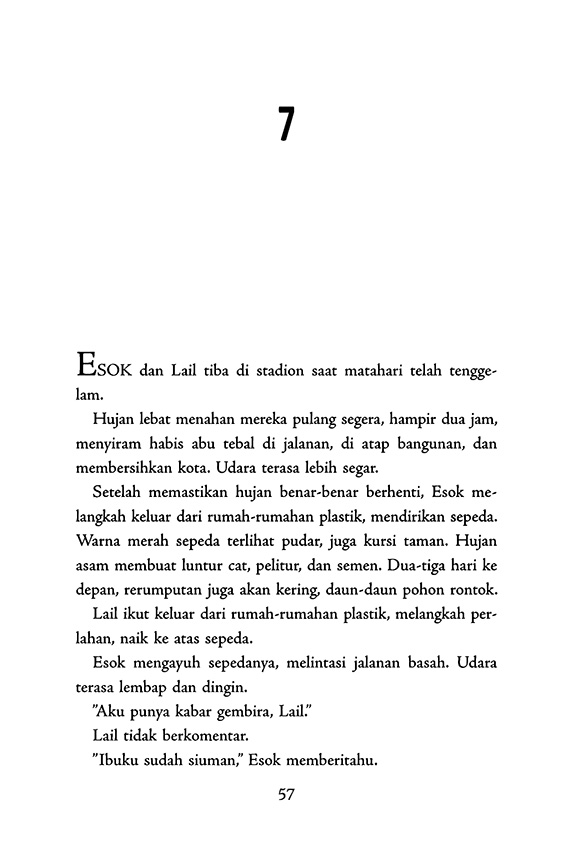 7
ESOK dan Lail tiba di stadion saat matahari telah tengge-
lam.
Hujan lebat menahan mereka pulang segera, hampir dua jam,
menyiram habis abu tebal di jalanan, di atap bangunan, dan
membersihkan kota. Udara terasa lebih segar.
Setelah memastikan hujan benar-benar berhenti, Esok me-
langkah keluar dari rumah-rumahan plastik, mendirikan sepeda.
Warna merah sepeda terlihat pudar, juga kursi taman. Hujan
asam membuat luntur cat, pelitur, dan semen. Dua-tiga hari ke
depan, rerumputan juga akan kering, daun-daun pohon rontok.
Lail ikut keluar dari rumah-rumahan plastik, melangkah per-
lahan, naik ke atas sepeda.
Esok mengayuh sepedanya, melintasi jalanan basah. Udara
terasa lembap dan dingin.
”Aku punya kabar gembira, Lail.”
Lail tidak berkomentar.
”Ibuku sudah siuman,” Esok memberitahu.
57